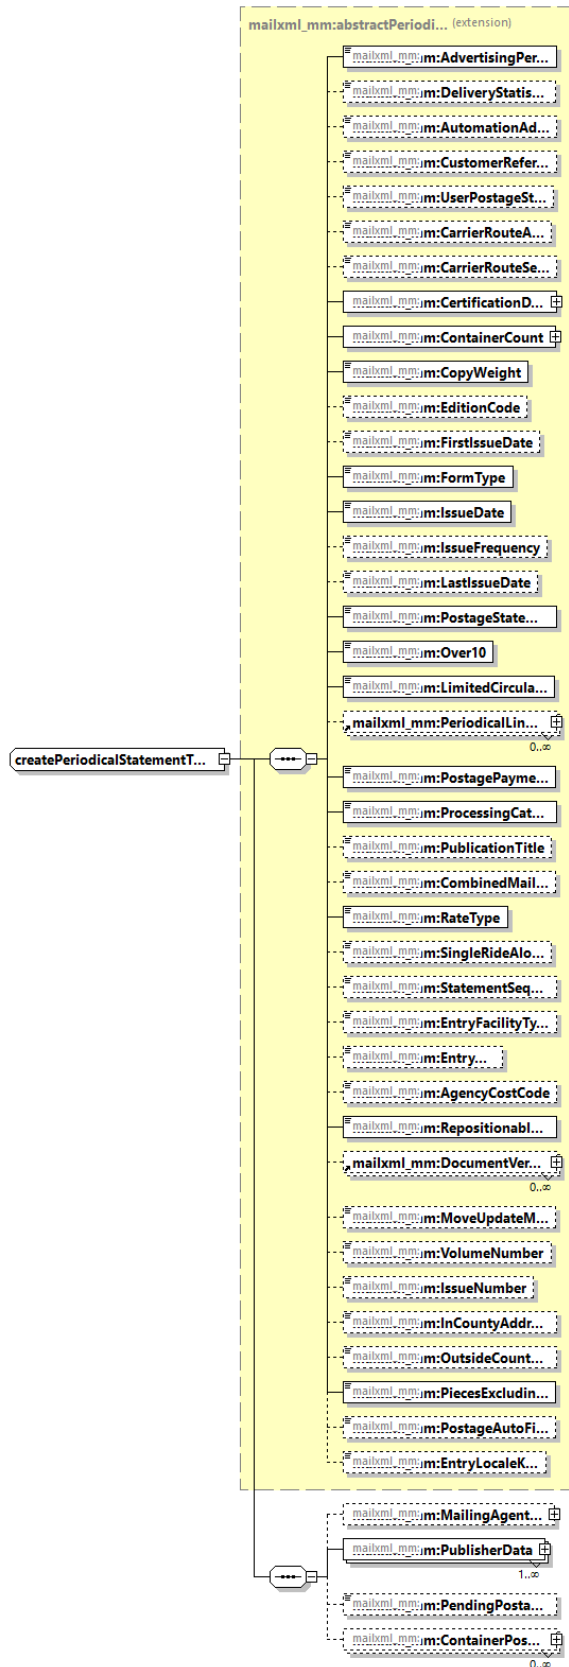 mailxml_mm:abstractPeriodi... (extension)
mailxml_mm:m:AdvertisingPer...
mailxml_mm:m:DeliveryStatis...
mailxml_mm:m:AutomationAd...
mailxml_mm:m:CustomerRefer...
mailxml_mm:m:UserPostageSt...
mailxml_mm:m:CarrierRouteA...
mailxml_mm:m:CarrierRouteSe...
mailxml_mm:m:CertificationD...
mailxml_mm:m:ContainerCount
mailxml_mm:m:CopyWeight
mailxml_mm:m:EditionCode
mailxml_mm:m:FirstIssueDate
mailxml_mm:m:FormType
mailxml_mm:m:IssueDate
mailxml_mm:m:IssueFrequency
mailxml_mm:m:LastIssueDate
mailxml_mm:m:PostageState...
mailxml_mm:m:Over10
mailxml_mm:m:LimitedCircula...
mailxml_mm:PeriodicalLin...
0..∞
createPeriodicalStatementT...
mailxml_mm:m:PostagePayme...
mailxml_mm:m:ProcessingCat...
mailxml_mm:m:PublicationTitle
mailxml_mm:m:CombinedMail...
mailxml_mm:m:RateType
mailxml_mm:m:SingleRideAlo...
mailxml_mm:m:StatementSeq...
mailxml_mm:m:EntryFacilityTy...
mailxml_mm:m:Entry...
mailxml_mm:m:AgencyCostCode
mailxml_mm:m:Repositionabl...
mailxml_mm:DocumentVer...
0..∞
mailxml_mm:m:MoveUpdateM...
mailxml_mm:m:VolumeNumber
mailxml_mm:m:IssueNumber
mailxml_mm:m:InCountyAddr...
mailxml_mm:m:OutsideCount...
mailxml_mm:m:PiecesExcludin...
mailxml_mm:m:PostageAutoFi...
mailxml_mm:m:EntryLocaleK...
mailxml_mm:m:MailingAgent...
mailxml_mm:m:PublisherData
1..∞
mailxml_mm:m:PendingPosta...
mailxml_mm:m:ContainerPos...
0..∞